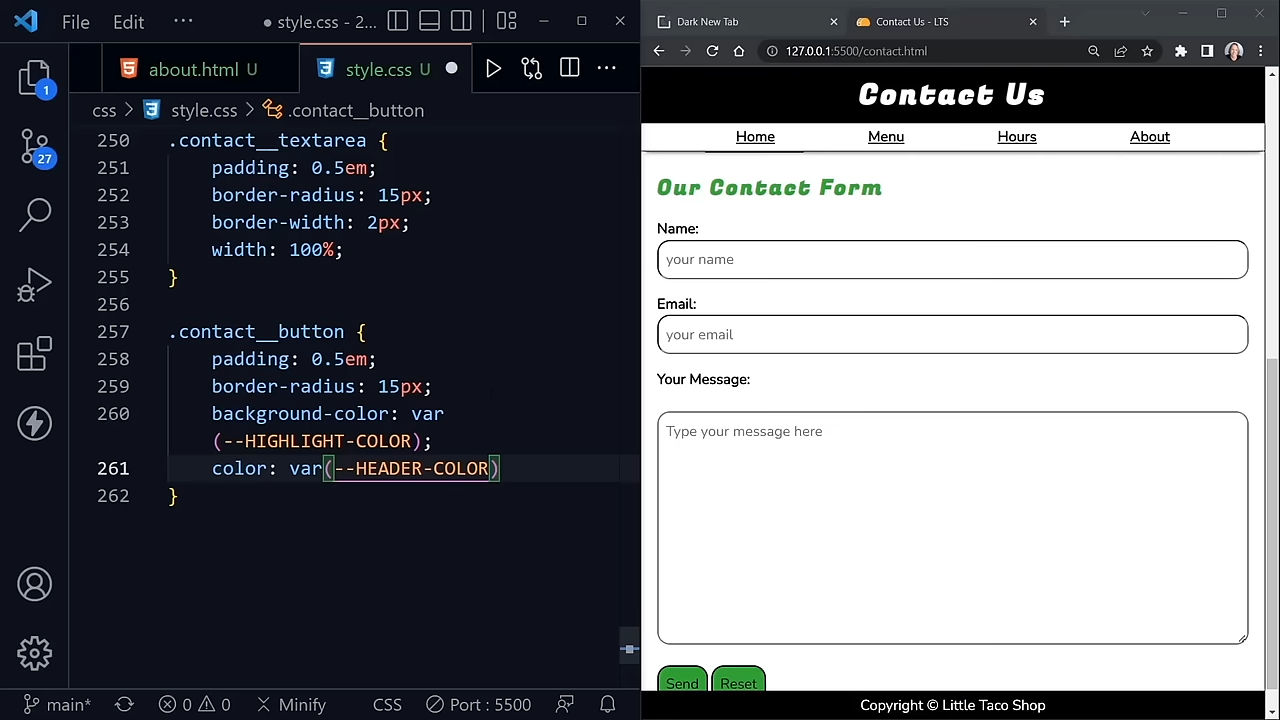 File Edit ··· ● style.css - 2...
about.html U style.css U ●
css > style.css > .contact__button
250 .contact__textarea {
251 padding: 0.5em;
252 border-radius: 15px;
253 border-width: 2px;
254 width: 100%;
255 }
256
257 .contact__button {
258 padding: 0.5em;
259 border-radius: 15px;
260 background-color: var
(--HIGHLIGHT-COLOR);
261 color: var(--HEADER-COLOR)
262 }
1
27
main* 0 0 Minify CSS Port : 5500
Dark New Tab Contact Us - LTS
127.0.0.1:5500/contact.html
Contact Us
Home Menu Hours About
Our Contact Form
Name:
your name
Email:
your email
Your Message:
Type your message here
Send Reset
Copyright © Little Taco Shop